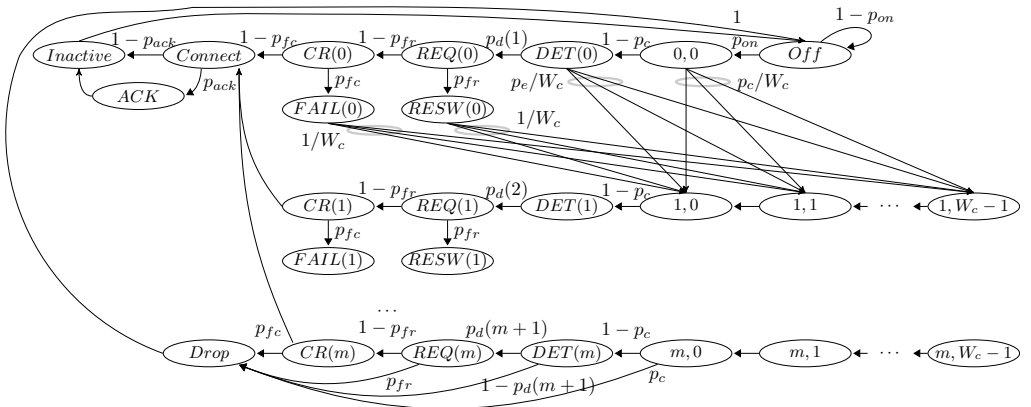 1
1 − p_on
1 − p_ack
1 − p_fc
1 − p_fr
p_d(1)
1 − p_c
p_on
Inactive
Connect
CR(0)
REQ(0)
DET(0)
0, 0
Off
p_ack
p_fc
p_fr
p_e/W_c
p_c/W_c
ACK
FAIL(0)
RESW(0)
1/W_c
1/W_c
1 − p_fr
p_d(2)
1 − p_c
CR(1)
REQ(1)
DET(1)
1, 0
1, 1
···
1, W_c − 1
p_fc
p_fr
FAIL(1)
RESW(1)
···
p_fc
1 − p_fr
p_d(m+1)
1 − p_c
Drop
CR(m)
REQ(m)
DET(m)
m, 0
m, 1
···
m, W_c − 1
p_fr
1 − p_d(m+1)
p_c